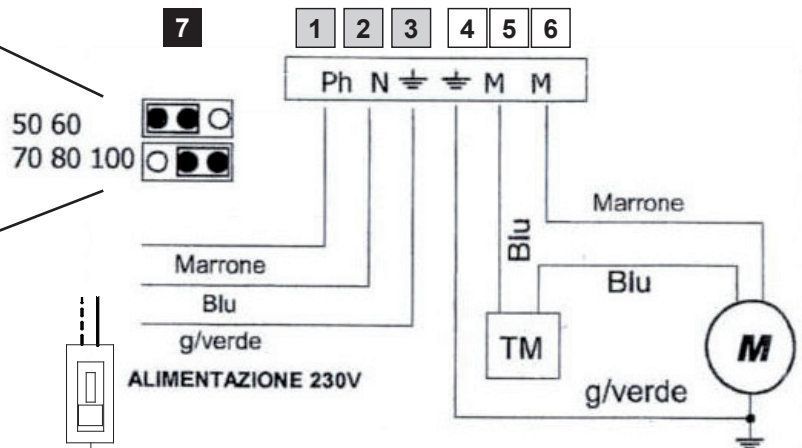 7 1 2 3 4 5 6
Ph N M M
50 60
70 80 100
Marrone
Blu
g/verde
ALIMENTAZIONE 230V
Blu
Marrone
Blu
TM
M
g/verde